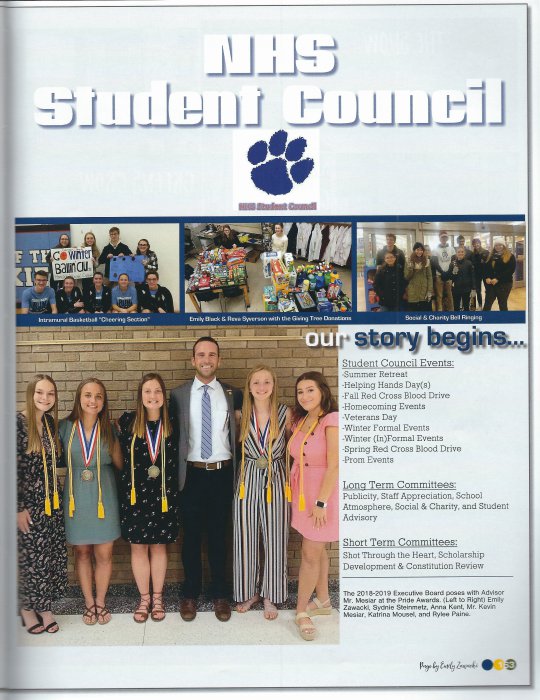 NHS
Student Council
NHS Student Council
GO WINTER
BALLIN' CLU
Intramural Basketball "Cheering Section"
Emily Black & Reva Syverson with the Giving Tree Donations
Social & Charity Bell Ringing
our story begins...
Student Council Events:
-Summer Retreat
-Helping Hands Day(s)
-Fall Red Cross Blood Drive
-Homecoming Events
-Veterans Day
-Winter Formal Events
-Winter (In)Formal Events
-Spring Red Cross Blood Drive
-Prom Events
Long Term Committees:
Publicity, Staff Appreciation, School
Atmosphere, Social & Charity, and Student
Advisory
Short Term Committees:
Shot Through the Heart, Scholarship
Development & Constitution Review
The 2018-2019 Executive Board poses with Advisor
Mr. Mesiar at the Pride Awards. (Left to Right) Emily
Zawacki, Sydnie Steinmetz, Anna Kent, Mr. Kevin
Mesiar, Katrina Mousel, and Rylee Paine.
Page by Emily Zawacki
163